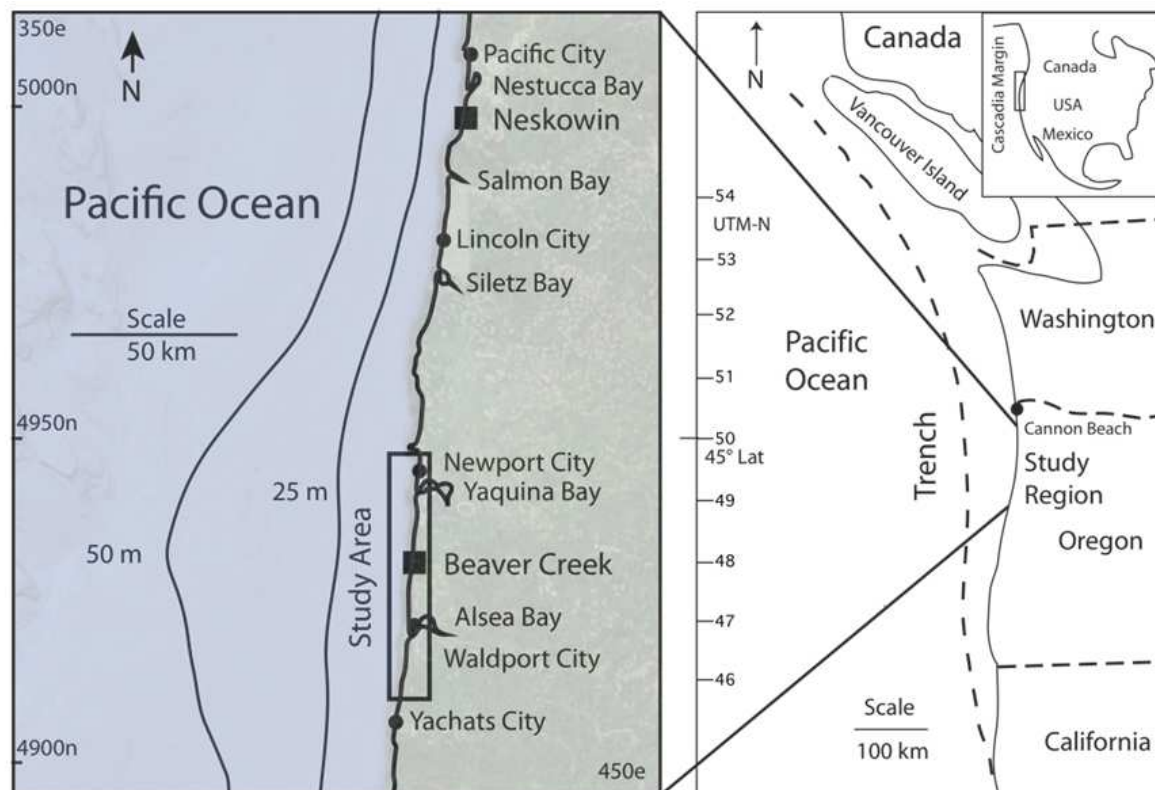 350e
N
5000n
Pacific City
Nestucca Bay
Neskowin
Salmon Bay
Pacific Ocean
Lincoln City
Siletz Bay
Scale
50 km
4950n
Newport City
Yaquina Bay
25 m
50 m
Study Area
Beaver Creek
Alsea Bay
Waldport City
Yachats City
4900n
450e
N
Canada
Vancouver Island
Cascadia Margin
Canada
USA
Mexico
54
UTM-N
53
52
Washington
Pacific
Ocean
51
50
45° Lat
Cannon Beach
Trench
Study
Region
49
Oregon
48
47
46
Scale
100 km
California